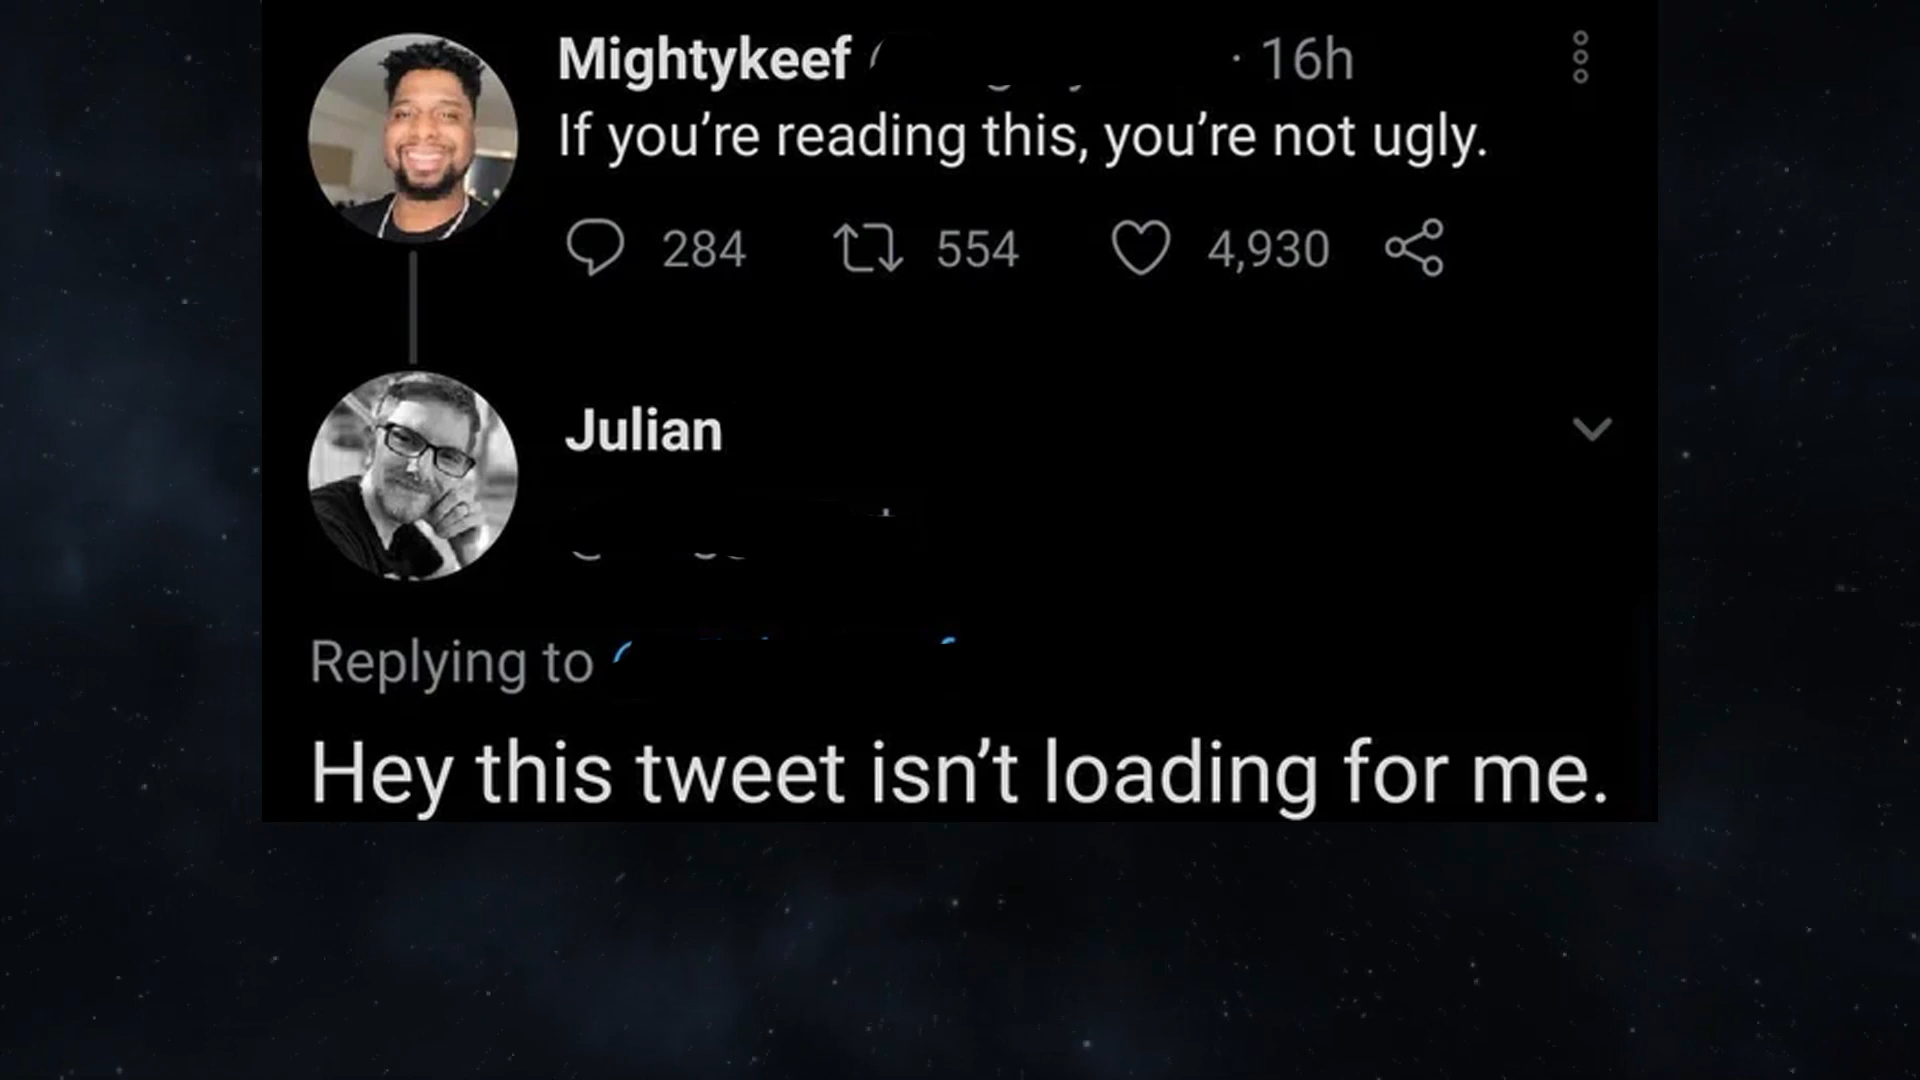 Mightykeef · 16h
If you’re reading this, you’re not ugly.
284 554 4,930
Julian
Replying to
Hey this tweet isn’t loading for me.